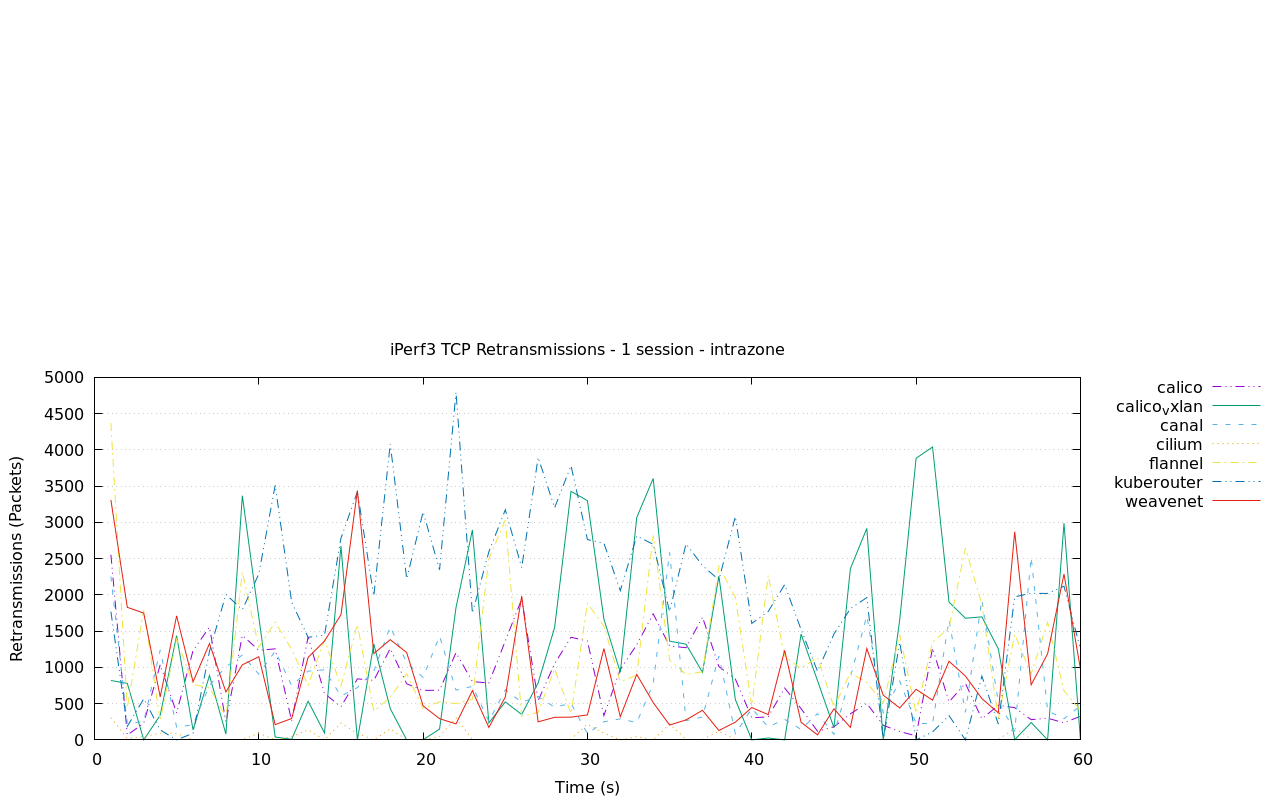 iPerf3 TCP Retransmissions - 1 session - intrazone
Retransmissions (Packets)
5000
4500
4000
3500
3000
2500
2000
1500
1000
500
0
0 10 20 30 40 50 60
Time (s)
calico
calicovxlan
canal
cilium
flannel
kuberouter
weavenet